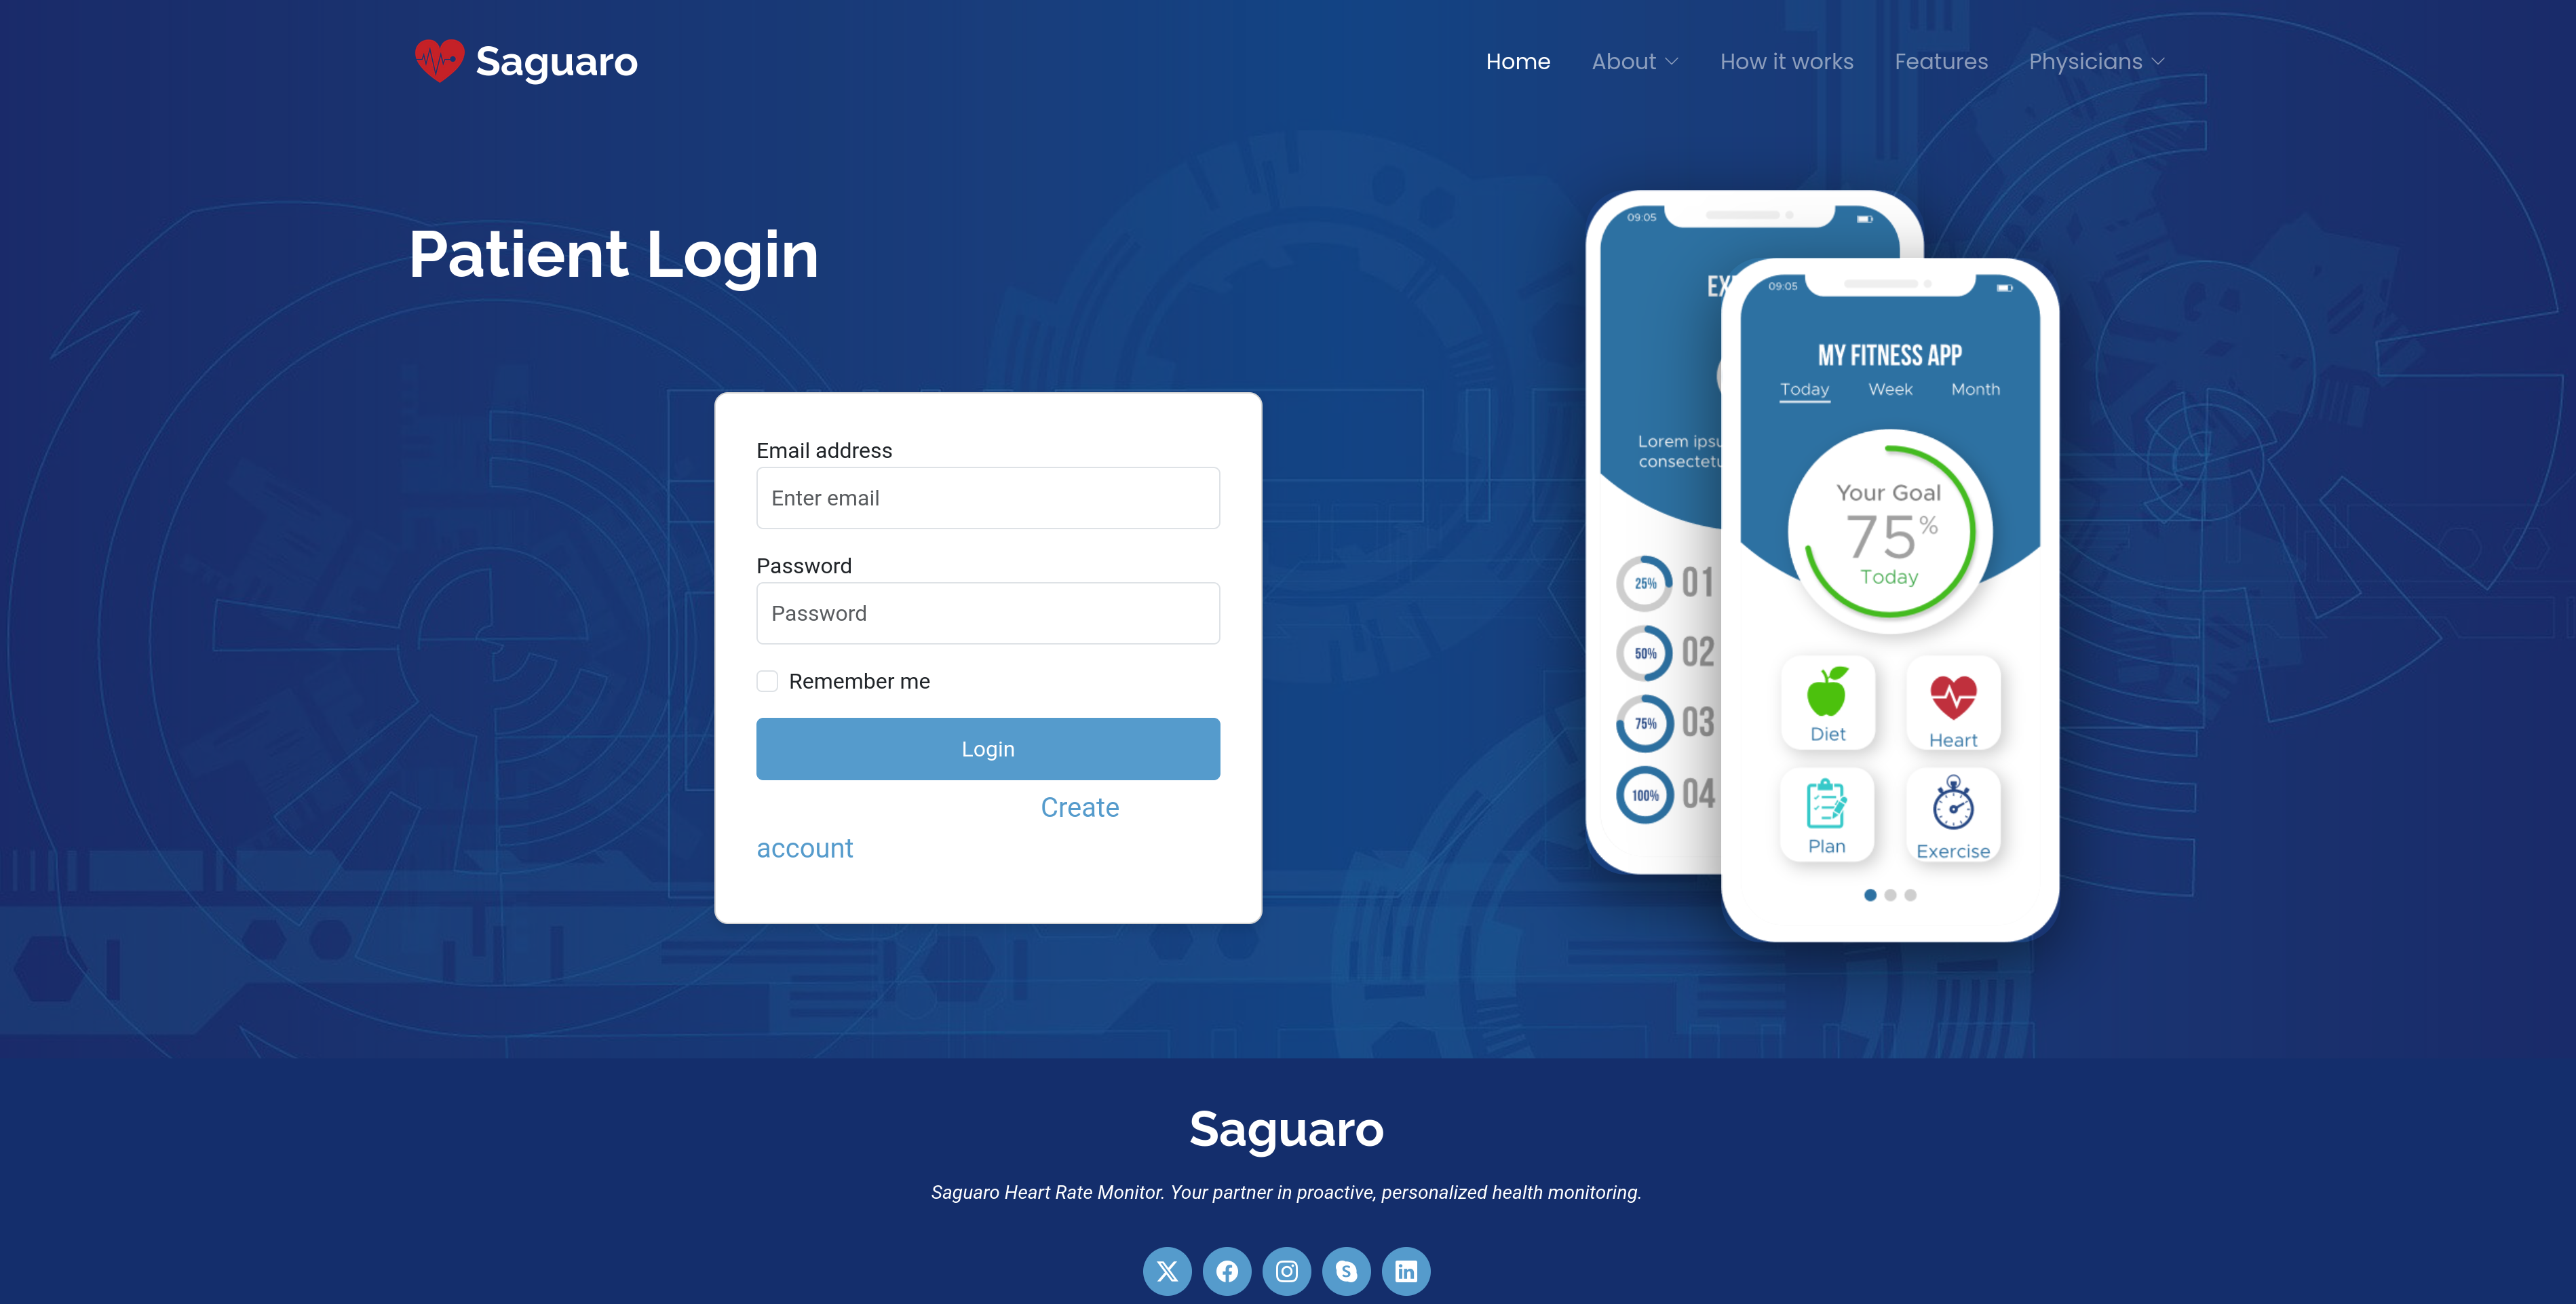 Saguaro
Home About How it works Features Physicians
Patient Login
Email address
Enter email
Password
Password
Remember me
Login
Create
account
09:05
EX
Lorem ipsu
consectetu
25% 01
50% 02
75% 03
100% 04
09:05
MY FITNESS APP
Today Week Month
Your Goal
75%
Today
Diet Heart
Plan Exercise
Saguaro
Saguaro Heart Rate Monitor. Your partner in proactive, personalized health monitoring.